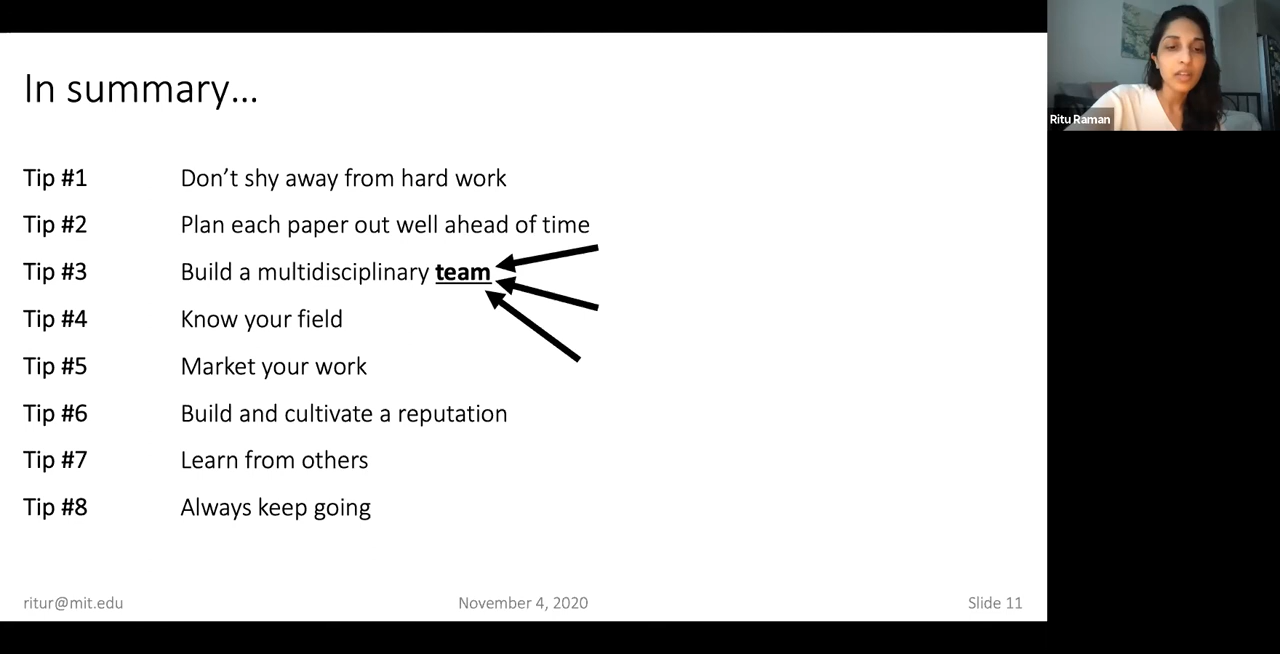 In summary…
Tip #1 Don’t shy away from hard work
Tip #2 Plan each paper out well ahead of time
Tip #3 Build a multidisciplinary team
Tip #4 Know your field
Tip #5 Market your work
Tip #6 Build and cultivate a reputation
Tip #7 Learn from others
Tip #8 Always keep going
ritur@mit.edu November 4, 2020 Slide 11
Ritu Raman